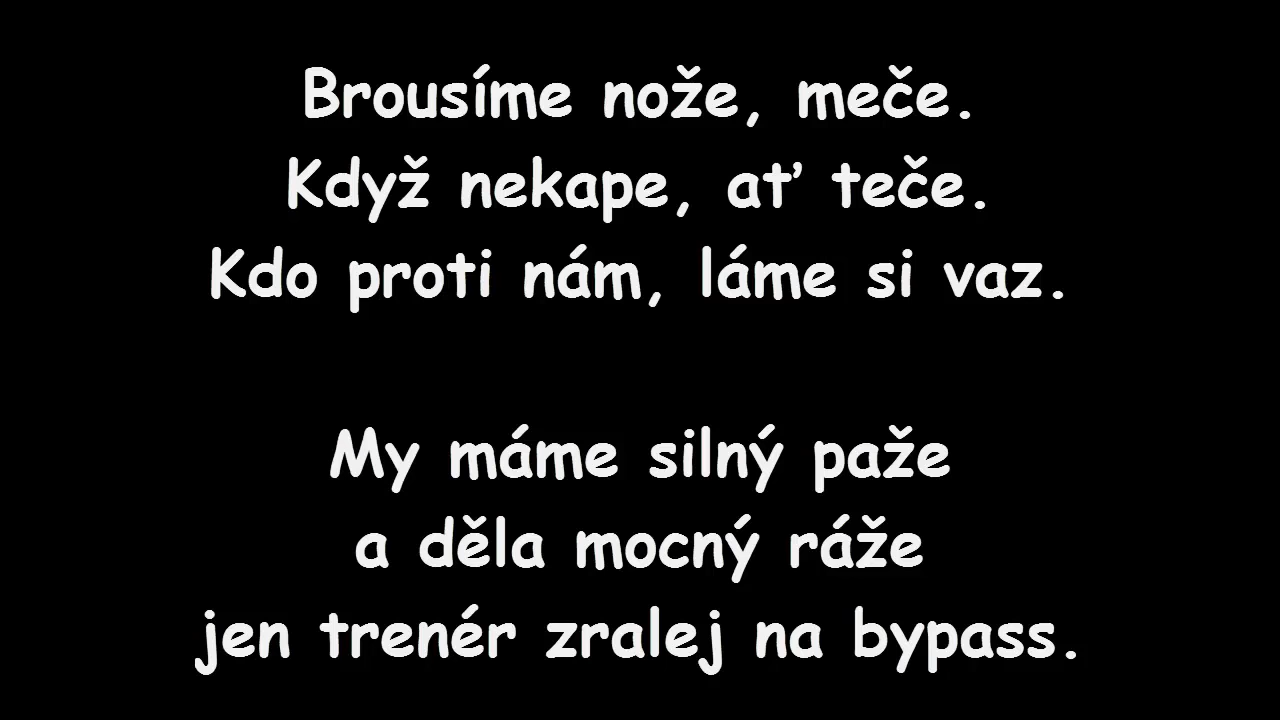 Brousíme nože, meče.
Když nekape, ať teče.
Kdo proti nám, láme si vaz.
My máme silný paže
a děla mocný ráže
jen trenér zralej na bypass.